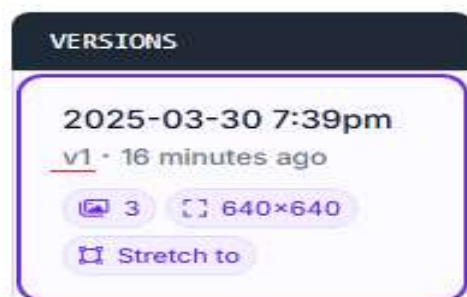 VERSIONS
2025-03-30 7:39pm
v1 · 16 minutes ago
3 640×640
Stretch to